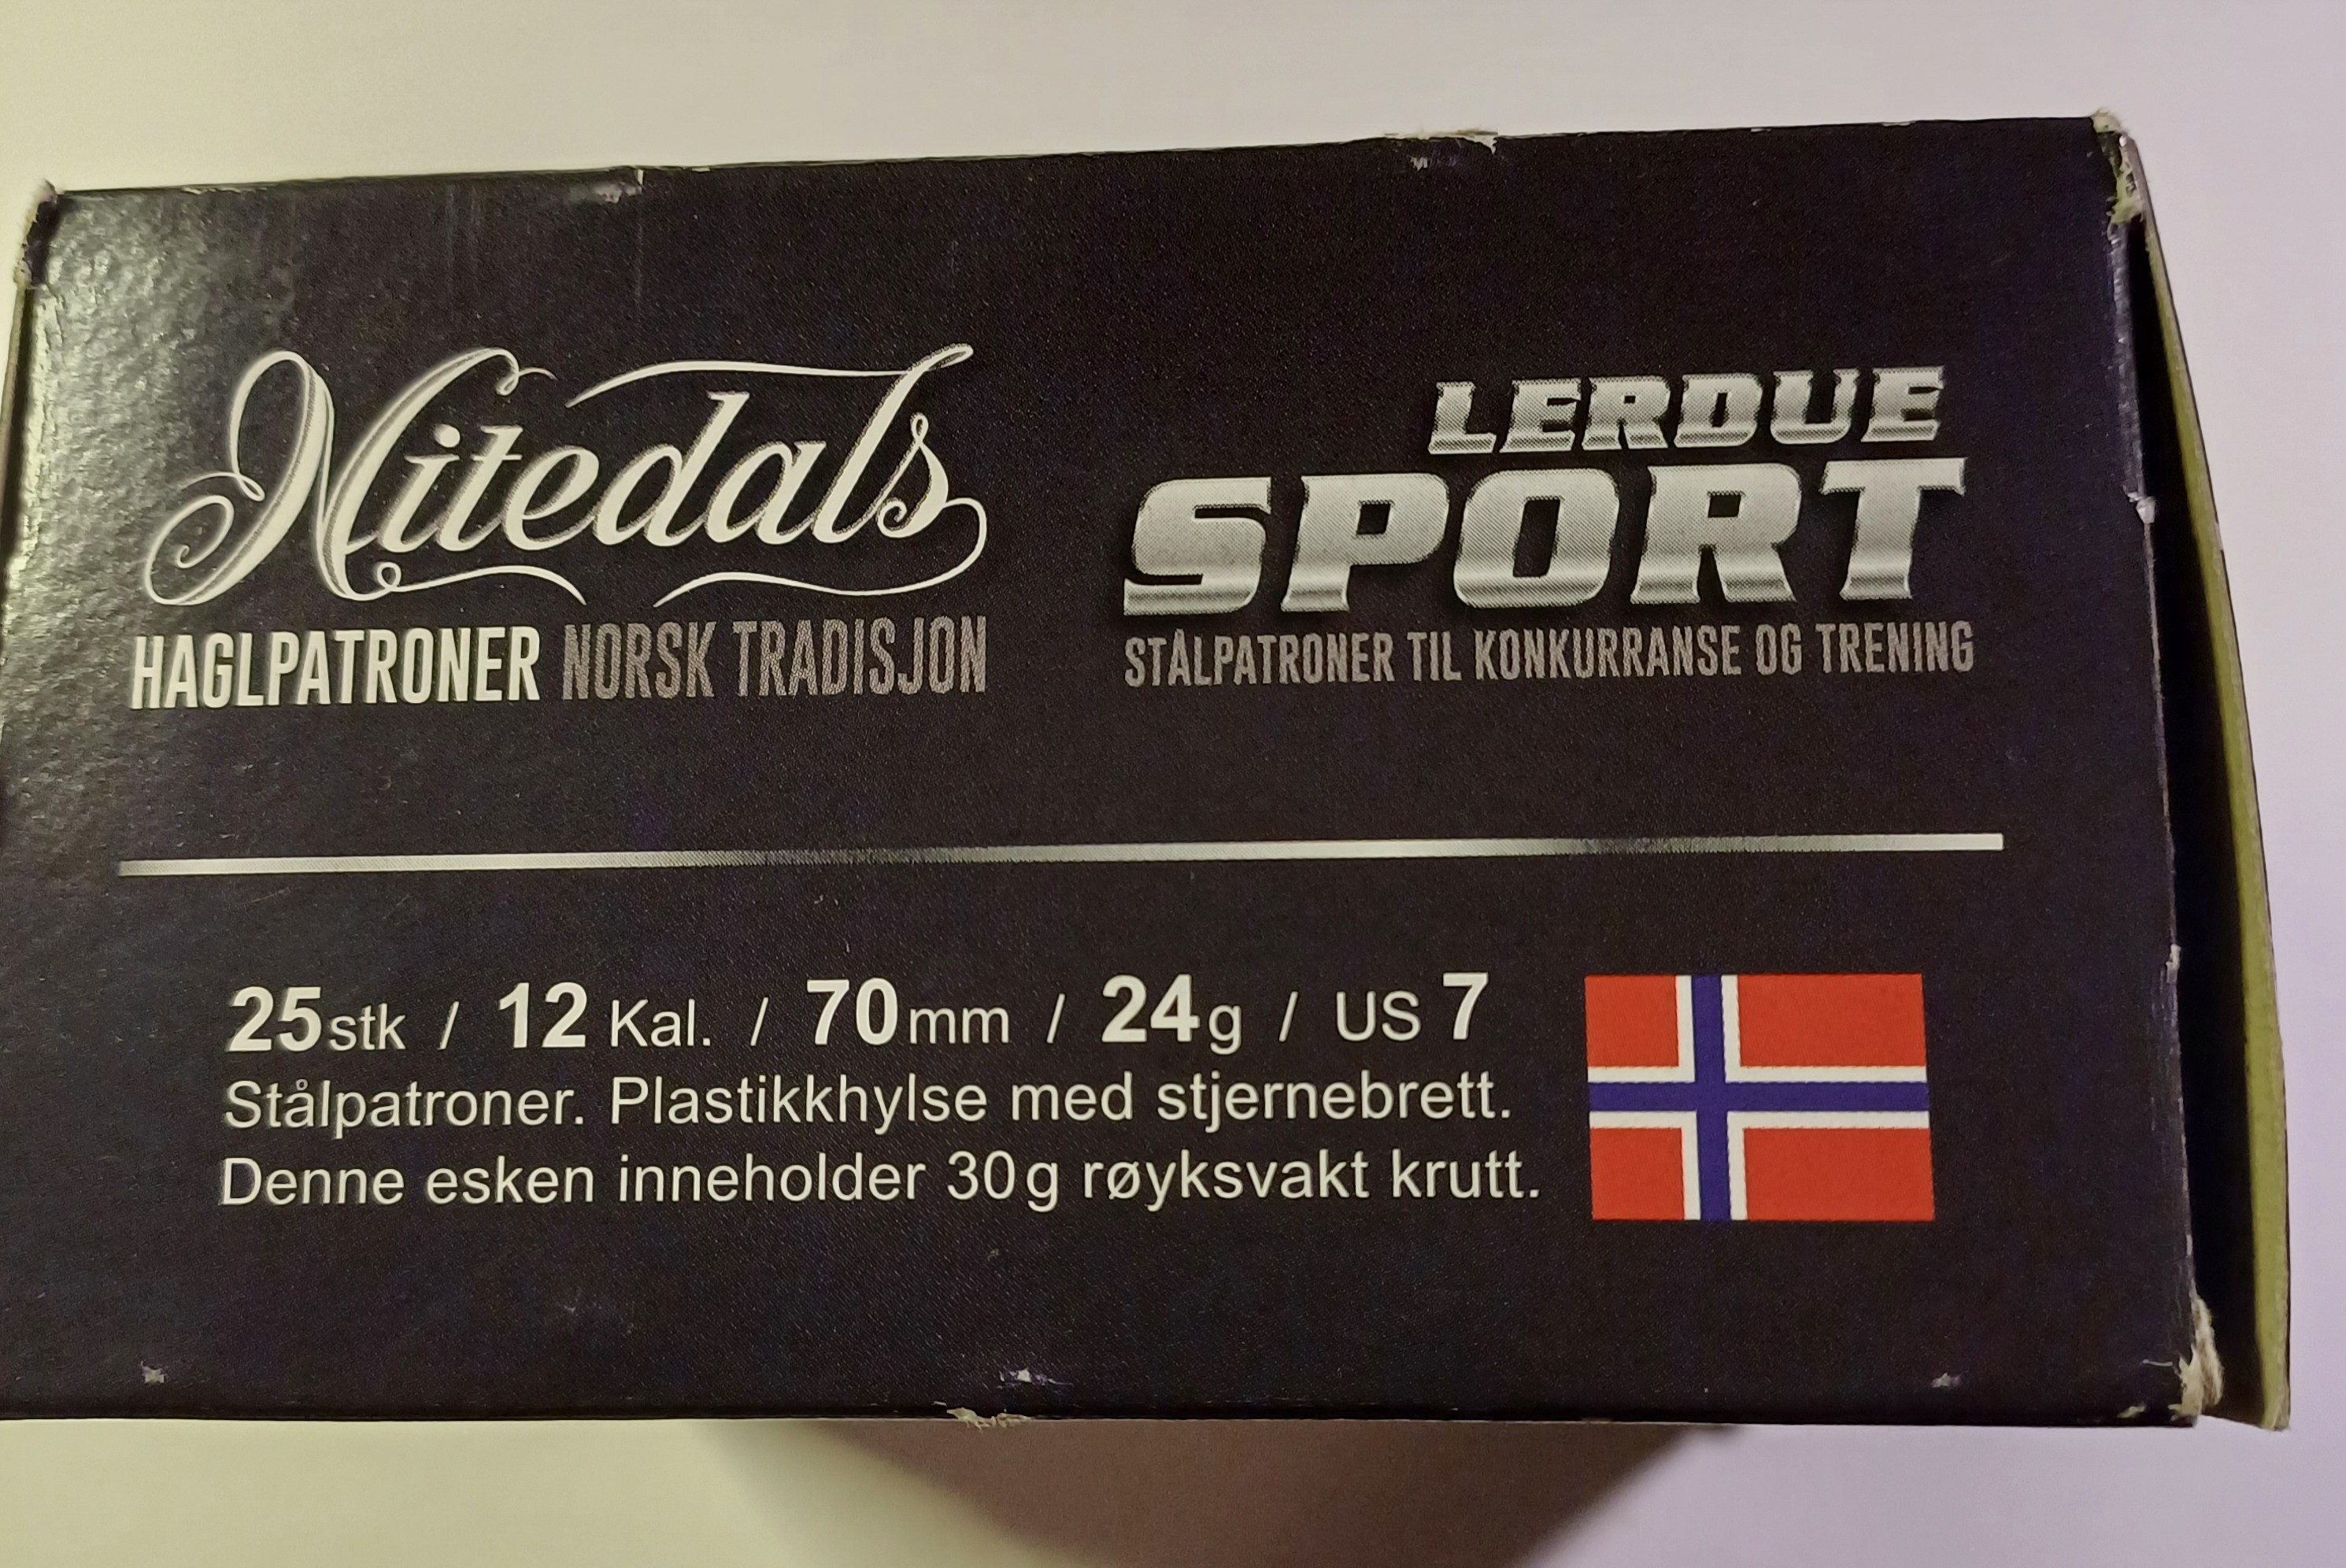 Nitedals
HAGLPATRONER NORSK TRADISJON
LERDUE
SPORT
STÅLPATRONER TIL KONKURRANSE OG TRENING
25stk / 12 Kal. / 70mm / 24g / US 7
Stålpatroner. Plastikkhylse med stjernebrett.
Denne esken inneholder 30g røyksvakt krutt.